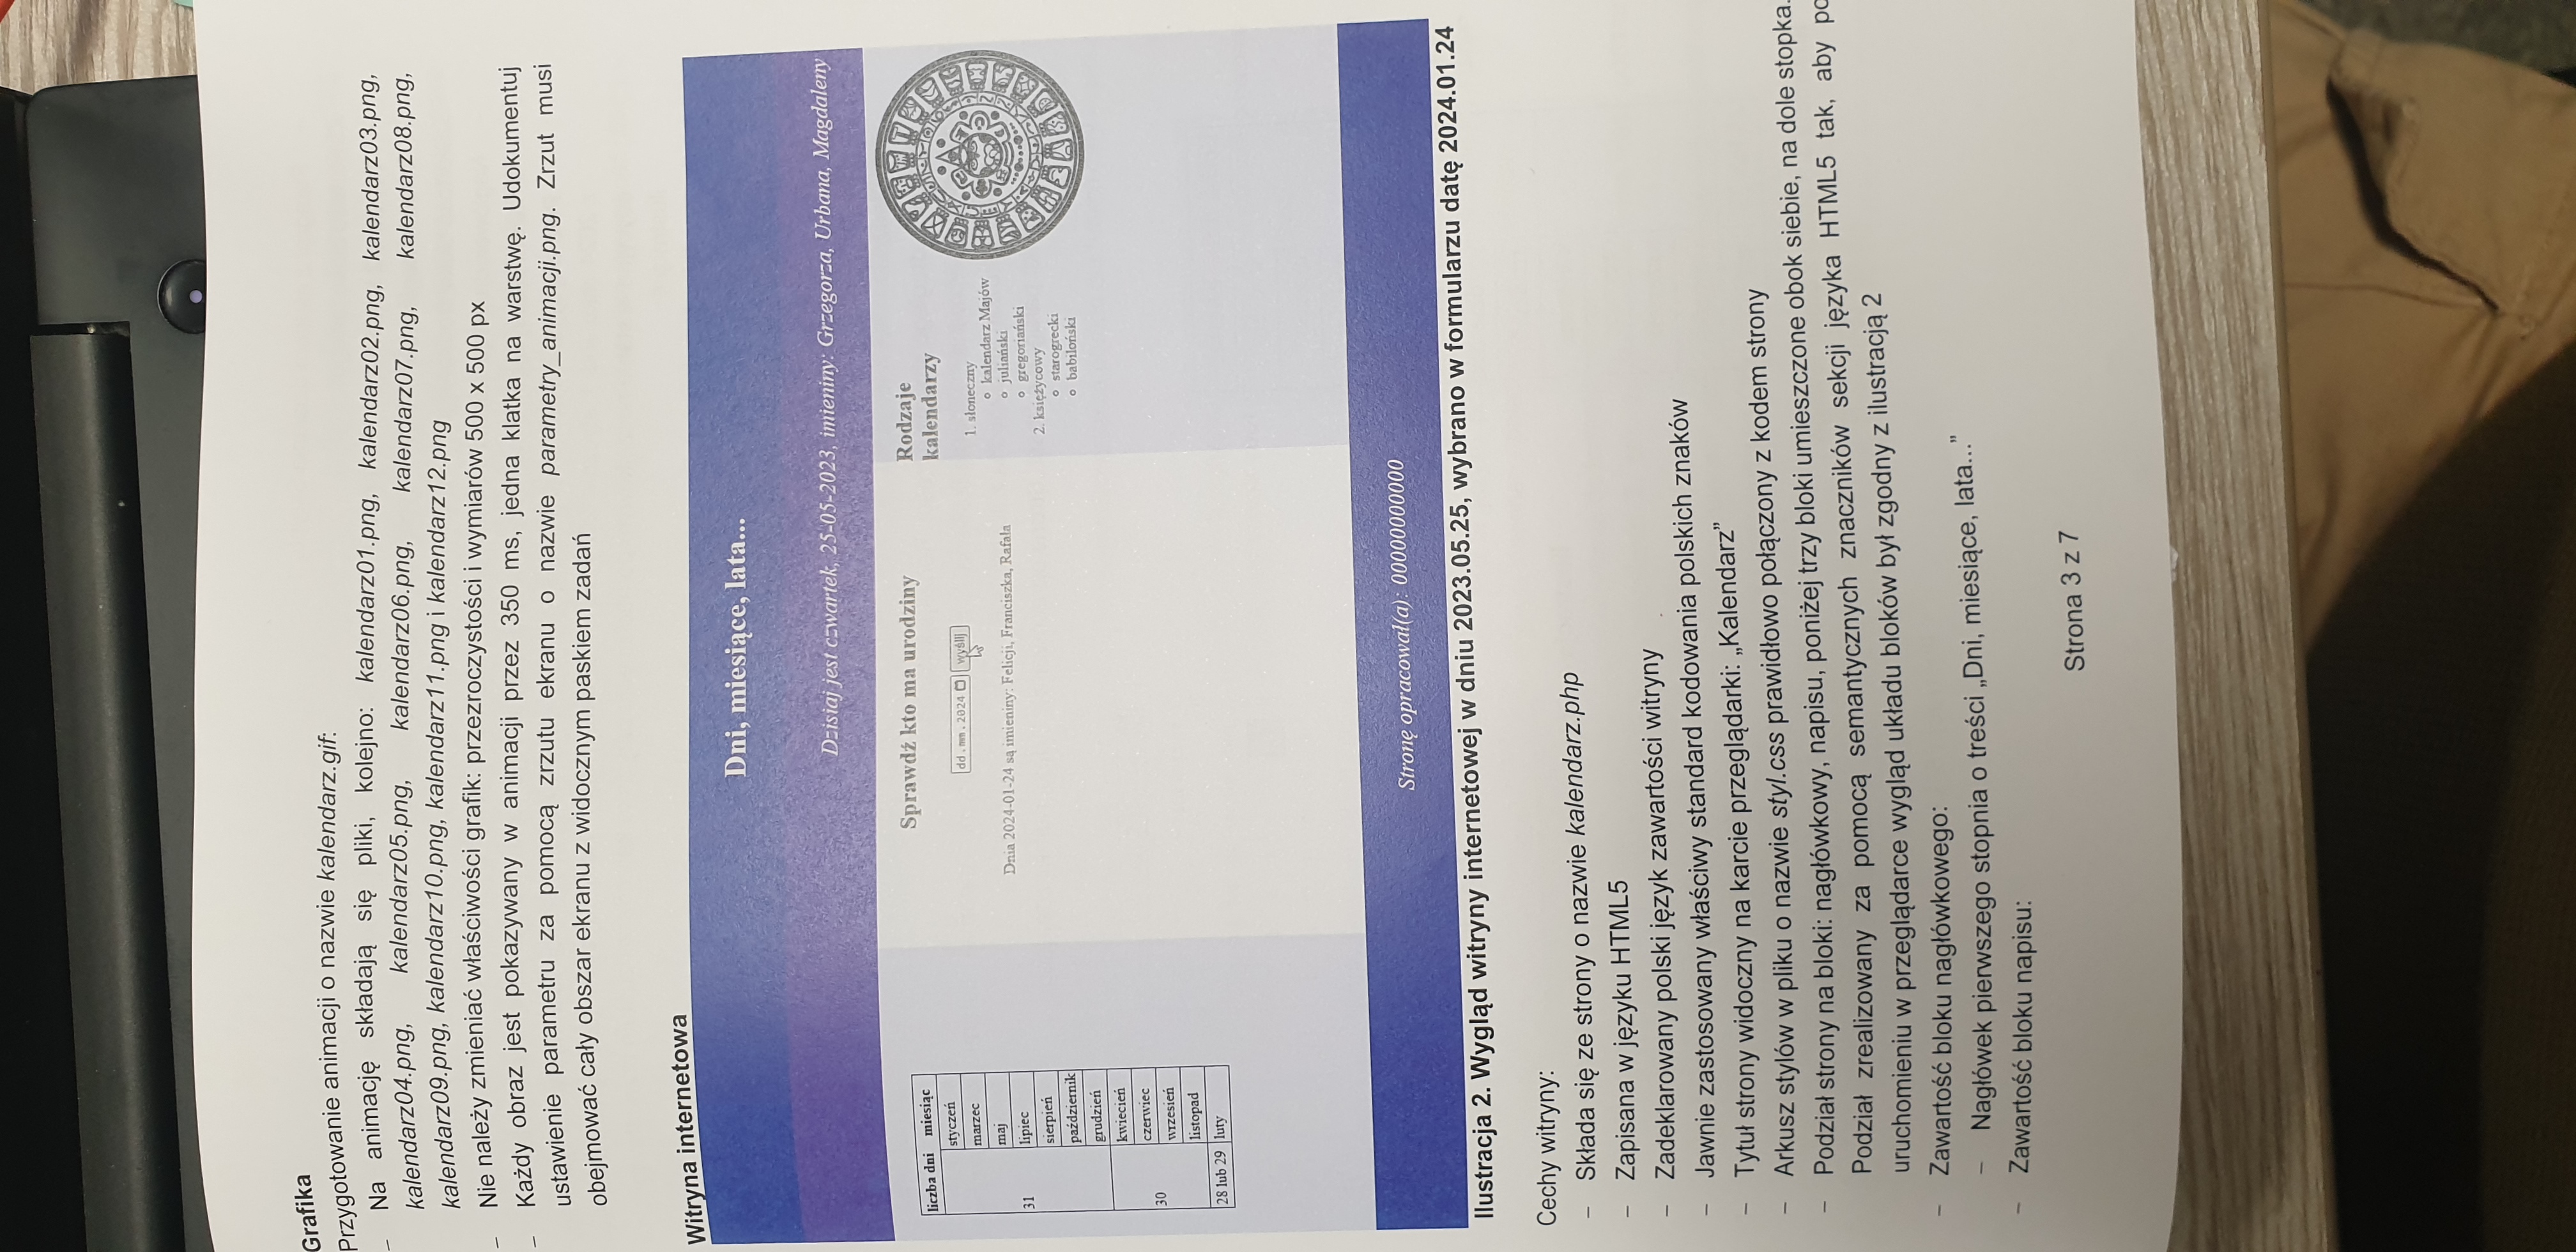 Grafika
Przygotowanie animacji o nazwie kalendarz.gif:
– Na animację składają się pliki, kolejno: kalendarz01.png, kalendarz02.png, kalendarz03.png,
kalendarz04.png, kalendarz05.png, kalendarz06.png, kalendarz07.png, kalendarz08.png,
kalendarz09.png, kalendarz10.png, kalendarz11.png i kalendarz12.png
– Nie należy zmieniać właściwości grafik: przezroczystości i wymiarów 500 x 500 px
– Każdy obraz jest pokazywany w animacji przez 350 ms, jedna klatka na warstwę. Udokumentuj
ustawienie parametru za pomocą zrzutu ekranu o nazwie parametry_animacji.png. Zrzut musi
obejmować cały obszar ekranu z widocznym paskiem zadań
Witryna internetowa
Dni, miesiące, lata...
Dzisiaj jest czwartek, 25-05-2023, imieniny: Grzegorza, Urbana, Magdaleny
liczba dni miesiąc
31
styczeń
marzec
maj
lipiec
sierpień
październik
grudzień
30
kwiecień
czerwiec
wrzesień
listopad
28 lub 29 luty
Sprawdź kto ma urodziny
dd.mm.2024 wyślij
Dnia 2024-01-24 są imieniny: Felicji, Franciszka, Rafała
Rodzaje
kalendarzy
1. słoneczny
o kalendarz Majów
o juliański
o gregoriański
2. księżycowy
o starogrecki
o babiloński
Stronę opracował(a): 00000000000
Ilustracja 2. Wygląd witryny internetowej w dniu 2023.05.25, wybrano w formularzu datę 2024.01.24
Cechy witryny:
– Składa się ze strony o nazwie kalendarz.php
– Zapisana w języku HTML5
– Zadeklarowany polski język zawartości witryny
– Jawnie zastosowany właściwy standard kodowania polskich znaków
– Tytuł strony widoczny na karcie przeglądarki: „Kalendarz”
– Arkusz stylów w pliku o nazwie styl.css prawidłowo połączony z kodem strony
– Podział strony na bloki: nagłówkowy, napisu, poniżej trzy bloki umieszczone obok siebie, na dole stopka.
Podział zrealizowany za pomocą semantycznych znaczników sekcji języka HTML5 tak, aby po
uruchomieniu w przeglądarce wygląd układu bloków był zgodny z ilustracją 2
– Zawartość bloku nagłówkowego:
– Nagłówek pierwszego stopnia o treści „Dni, miesiące, lata...”
– Zawartość bloku napisu:
Strona 3 z 7